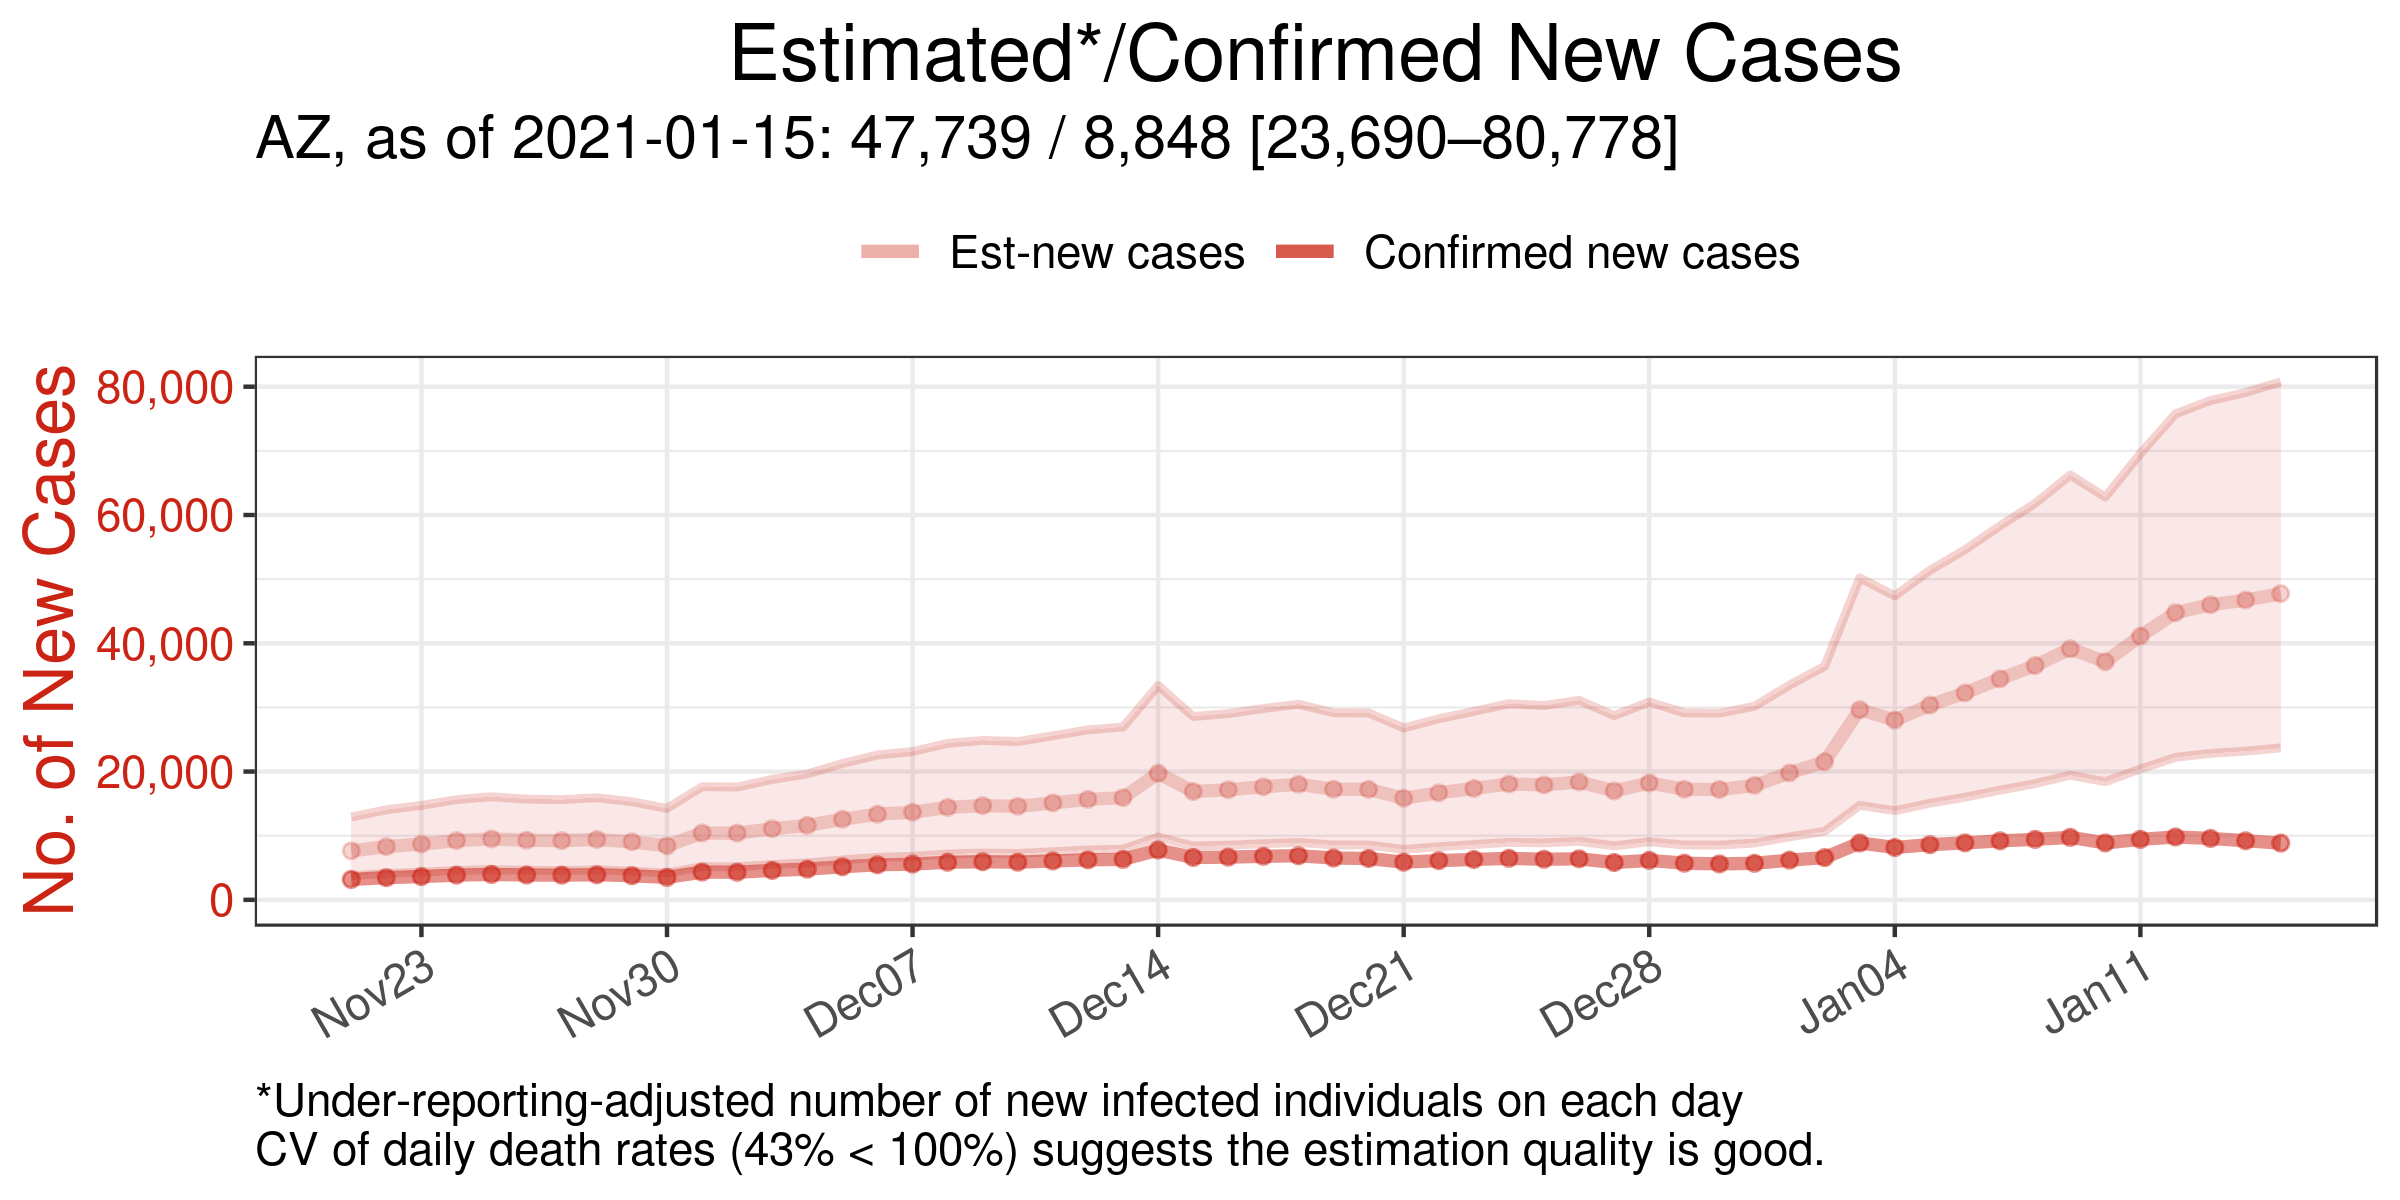 Estimated*/Confirmed New Cases
AZ, as of 2021-01-15: 47,739 / 8,848 [23,690–80,778]
Est-new cases
Confirmed new cases
No. of New Cases
80,000
60,000
40,000
20,000
0
Nov23
Nov30
Dec07
Dec14
Dec21
Dec28
Jan04
Jan11
*Under-reporting-adjusted number of new infected individuals on each day
CV of daily death rates (43% < 100%) suggests the estimation quality is good.